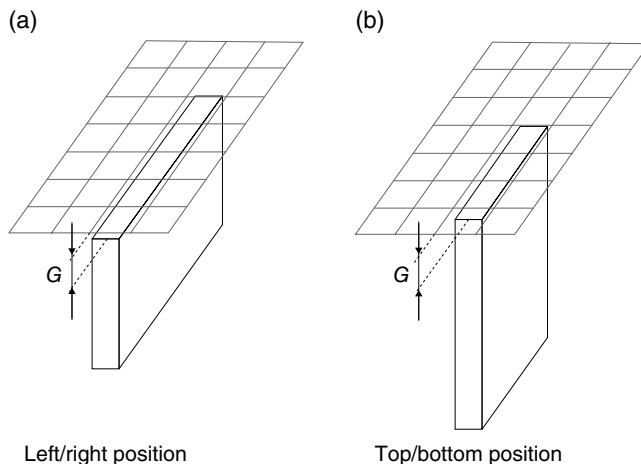 (a)
(b)
G
G
Left/right position
Top/bottom position